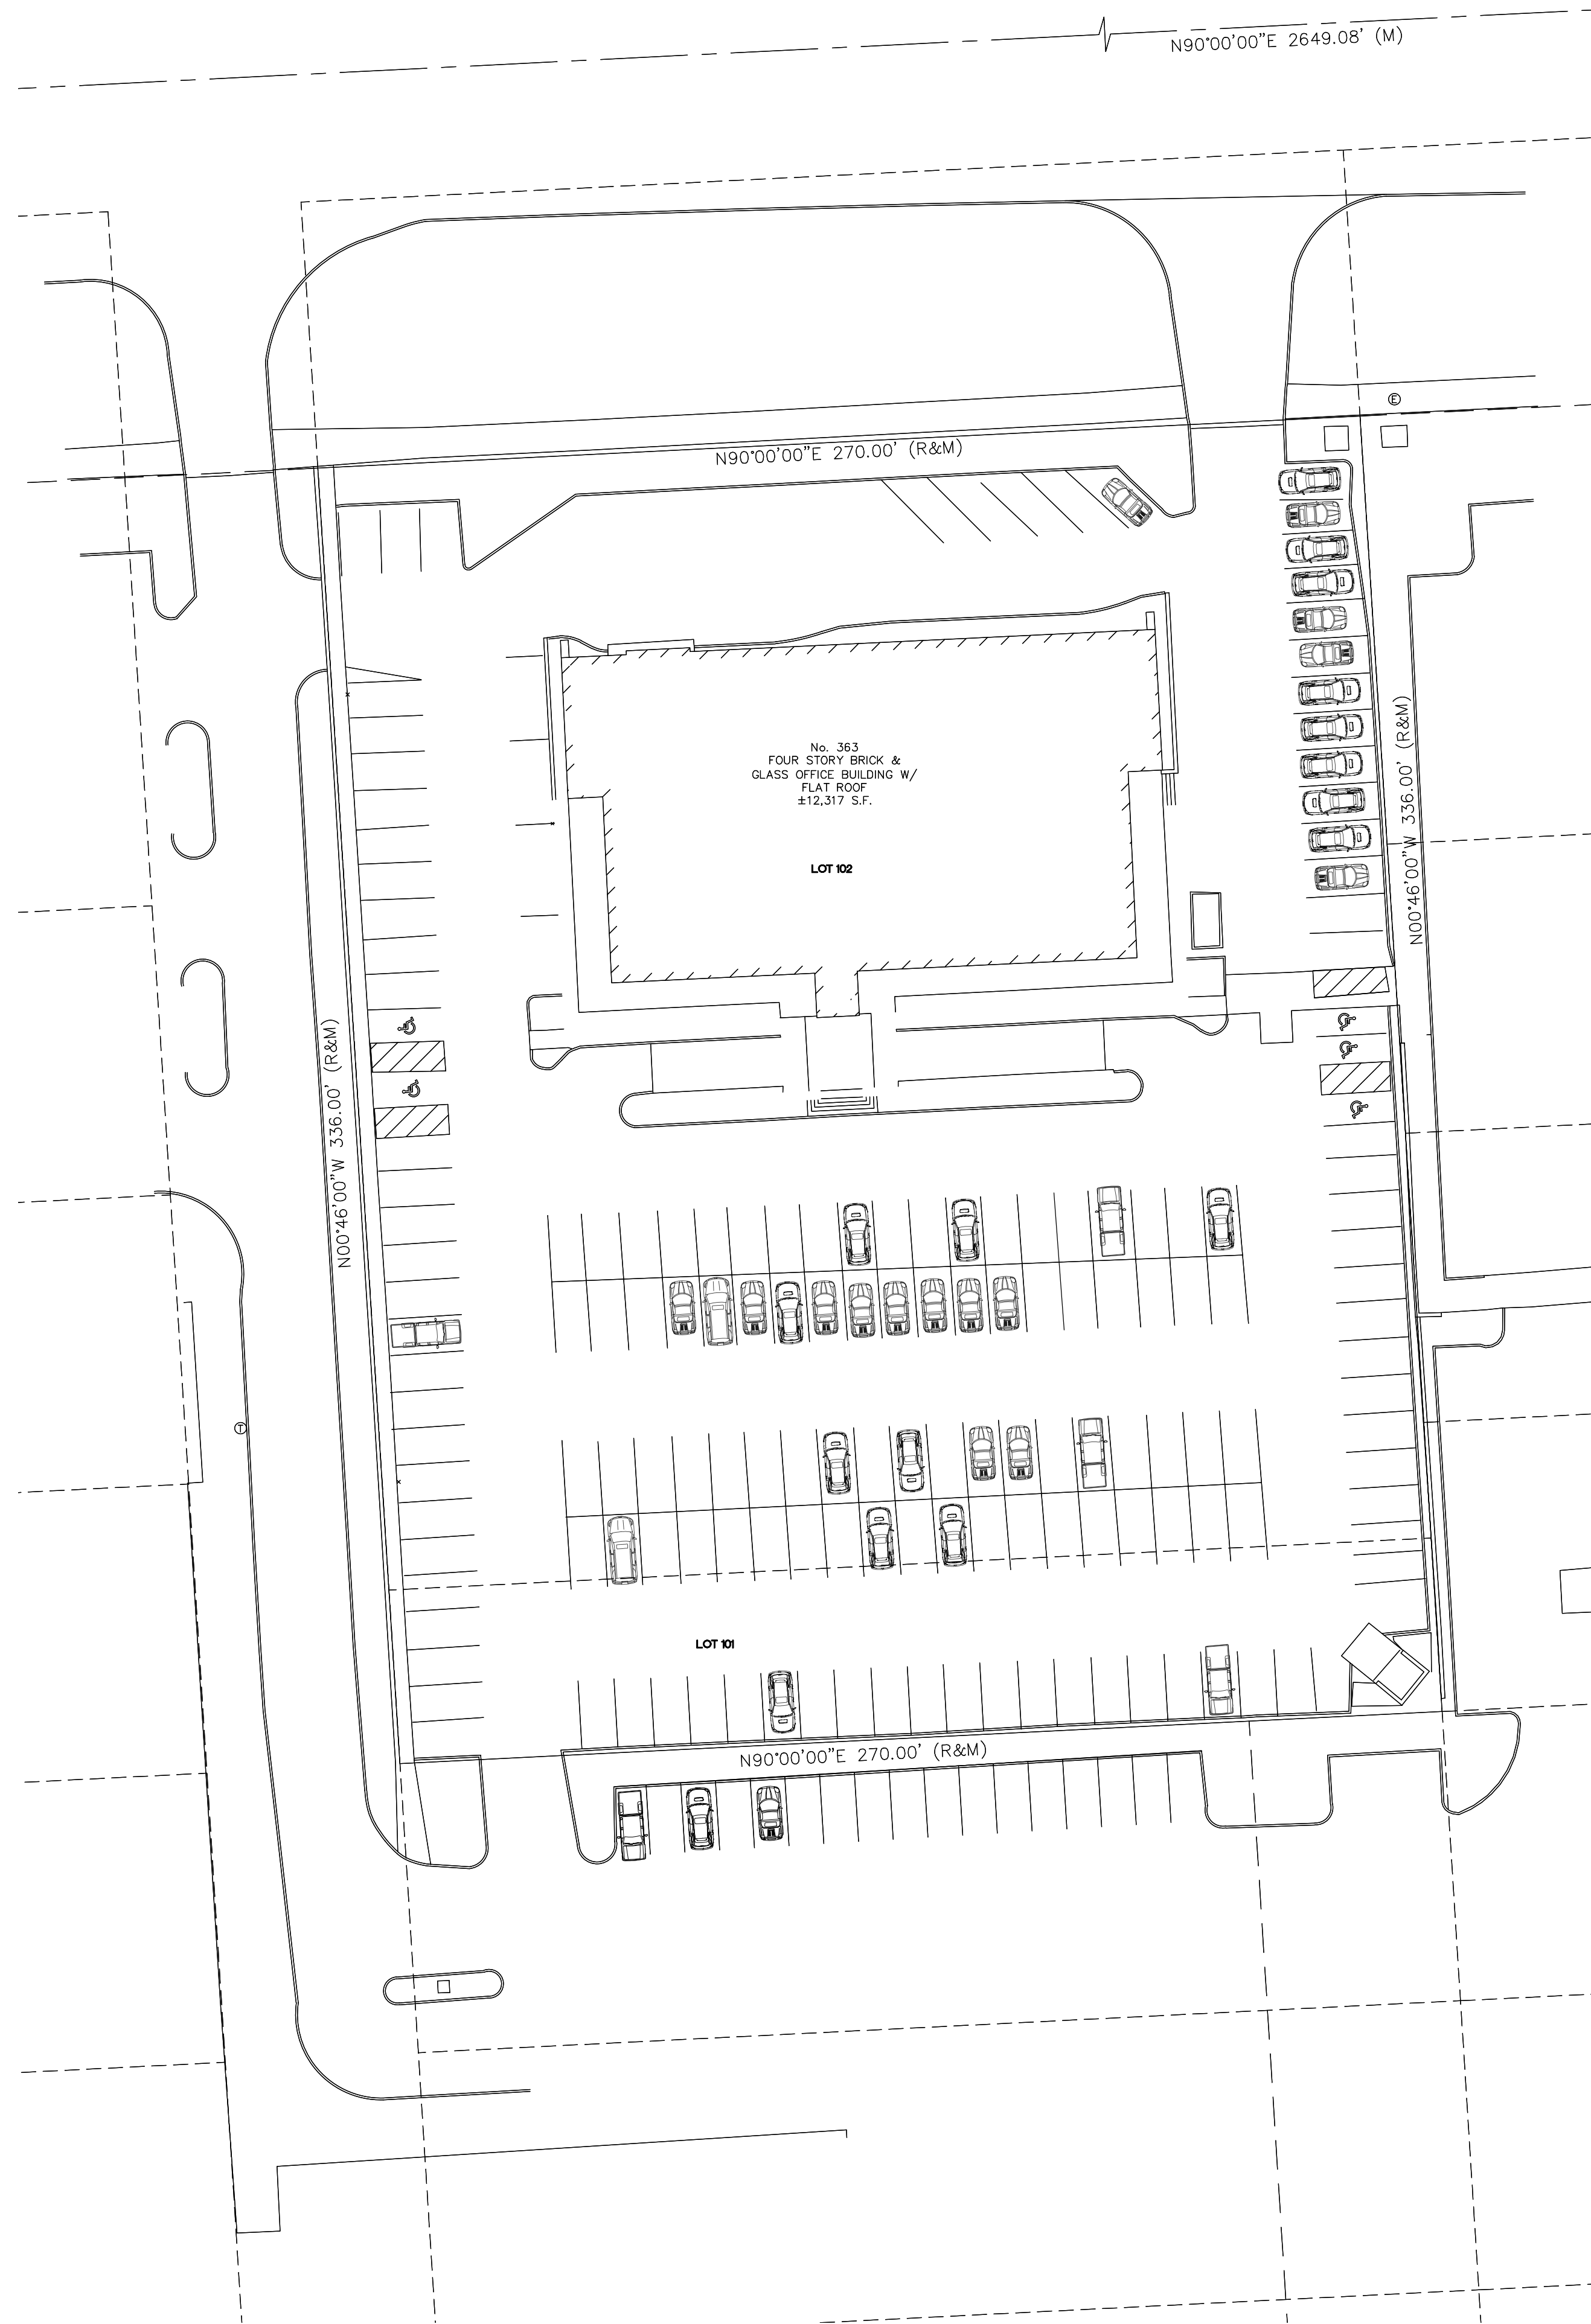 N90°00'00"E 2649.08' (M)
E
N90°00'00"E 270.00' (R&M)
No. 363
FOUR STORY BRICK &
GLASS OFFICE BUILDING W/
FLAT ROOF
±12,317 S.F.
LOT 102
N00°46'00"W 336.00' (R&M)
N00°46'00"W 336.00' (R&M)
T
LOT 101
N90°00'00"E 270.00' (R&M)